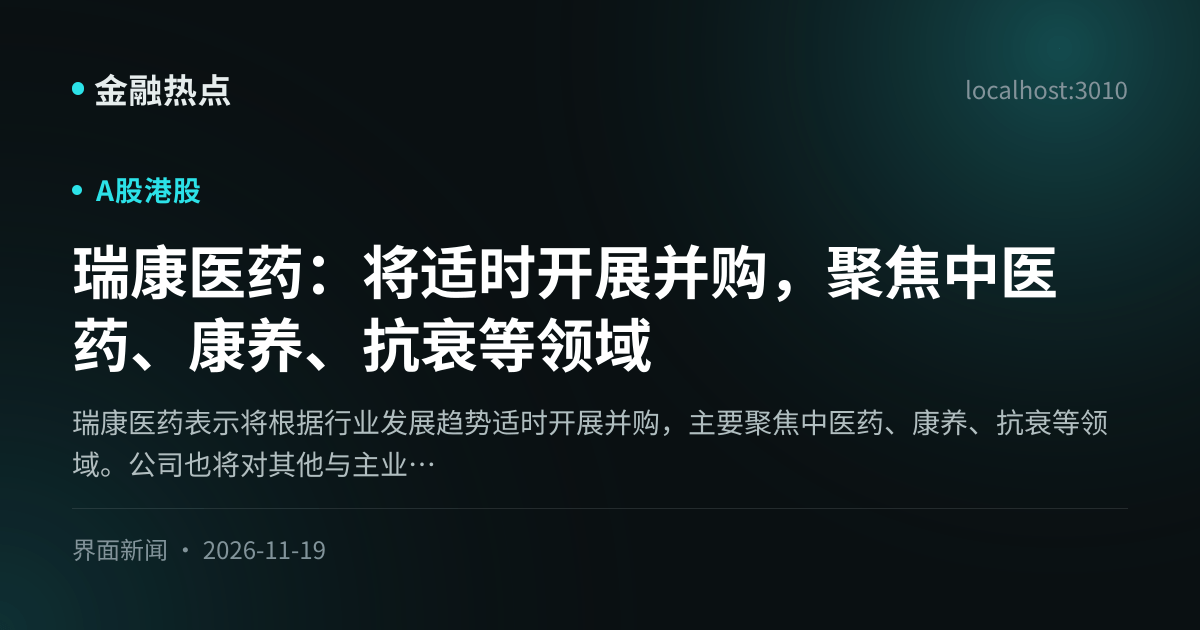 金融热点
localhost:3010
A股港股
瑞康医药：将适时开展并购，聚焦中医
药、康养、抗衰等领域
瑞康医药表示将根据行业发展趋势适时开展并购，主要聚焦中医药、康养、抗衰等领
域。公司也将对其他与主业…
界面新闻 · 2026-11-19